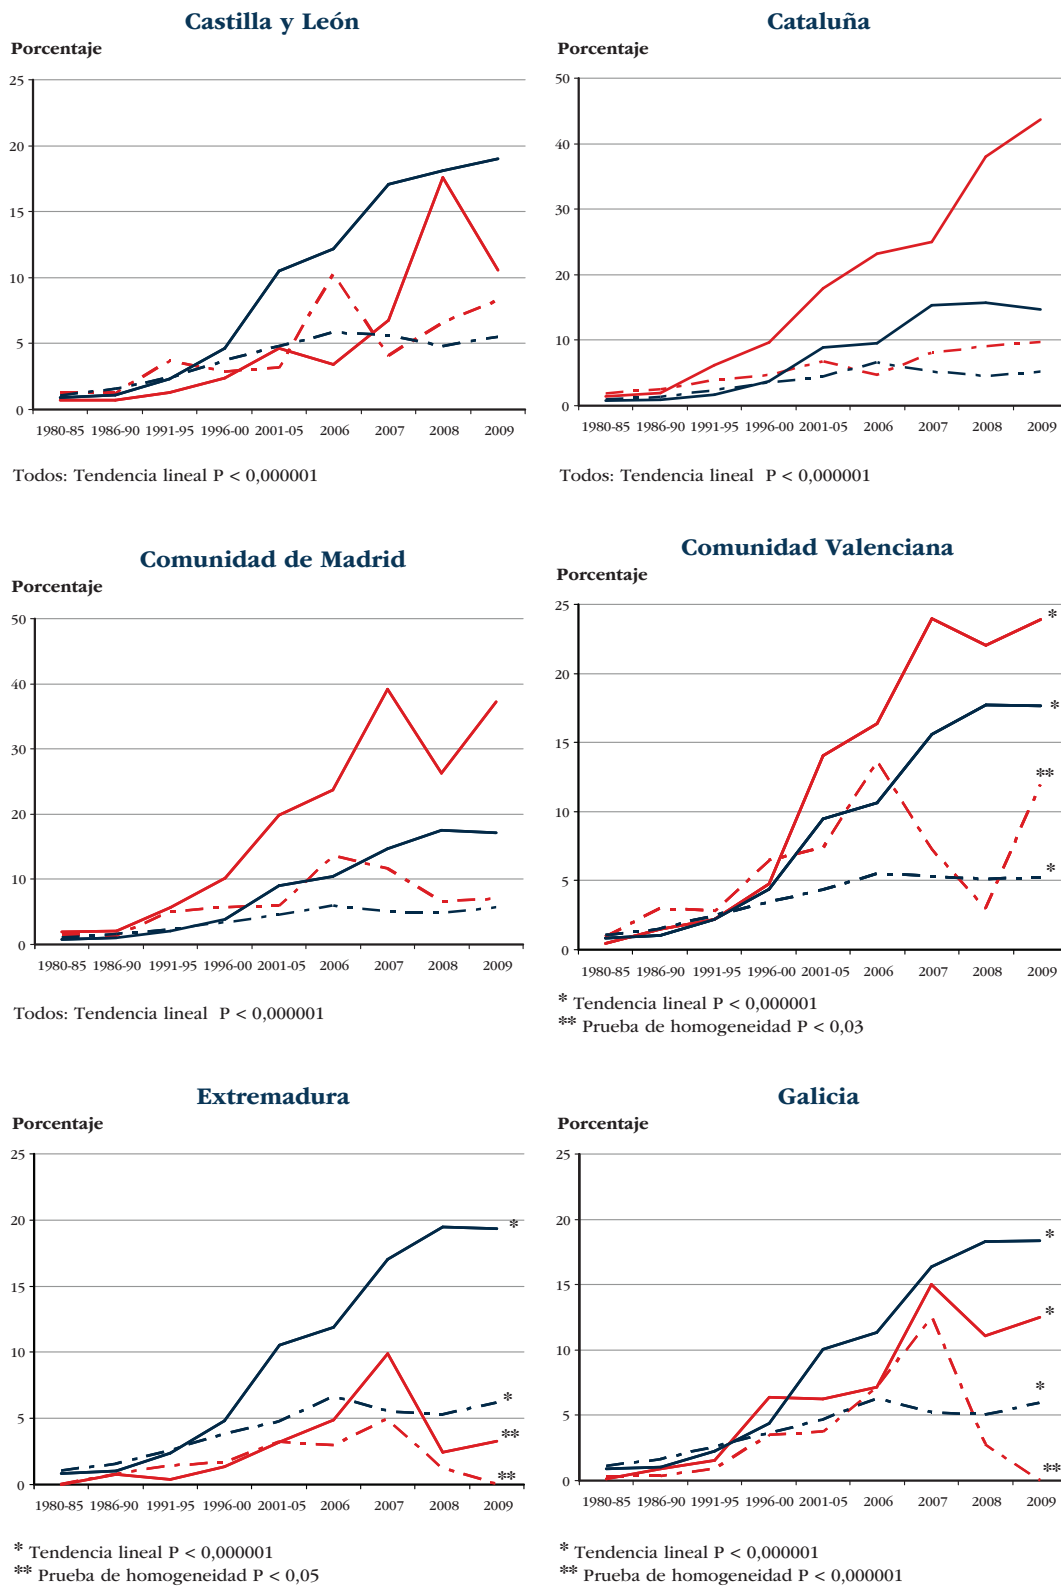 Castilla y León
Porcentaje
25
20
15
10
5
0
1980-85 1986-90 1991-95 1996-00 2001-05 2006 2007 2008 2009
Todos: Tendencia lineal P < 0,000001
Cataluña
Porcentaje
50
40
30
20
10
0
1980-85 1986-90 1991-95 1996-00 2001-05 2006 2007 2008 2009
Todos: Tendencia lineal P < 0,000001
Comunidad de Madrid
Porcentaje
50
40
30
20
10
0
1980-85 1986-90 1991-95 1996-00 2001-05 2006 2007 2008 2009
Todos: Tendencia lineal P < 0,000001
Comunidad Valenciana
Porcentaje
25
20
15
10
5
0
*
*
**
*
1980-85 1986-90 1991-95 1996-00 2001-05 2006 2007 2008 2009
* Tendencia lineal P < 0,000001
** Prueba de homogeneidad P < 0,03
Extremadura
Porcentaje
25
20
15
10
5
0
*
*
**
**
1980-85 1986-90 1991-95 1996-00 2001-05 2006 2007 2008 2009
* Tendencia lineal P < 0,000001
** Prueba de homogeneidad P < 0,05
Galicia
Porcentaje
25
20
15
10
5
0
*
*
*
**
1980-85 1986-90 1991-95 1996-00 2001-05 2006 2007 2008 2009
* Tendencia lineal P < 0,000001
** Prueba de homogeneidad P < 0,000001